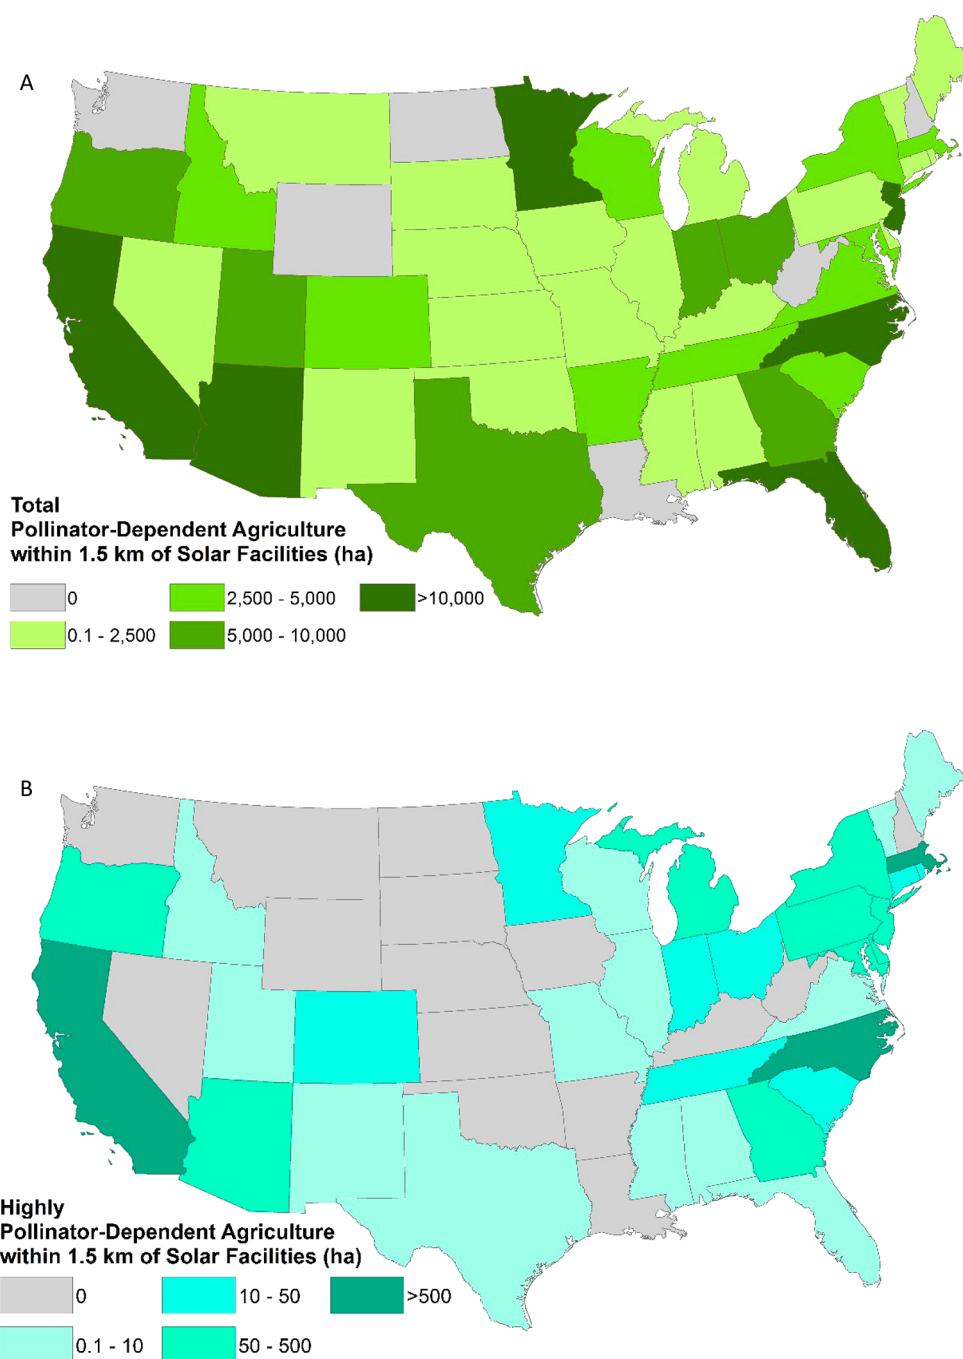 A
Total
Pollinator-Dependent Agriculture
within 1.5 km of Solar Facilities (ha)
0
2,500 - 5,000
>10,000
0.1 - 2,500
5,000 - 10,000
B
Highly
Pollinator-Dependent Agriculture
within 1.5 km of Solar Facilities (ha)
0
10 - 50
>500
0.1 - 10
50 - 500